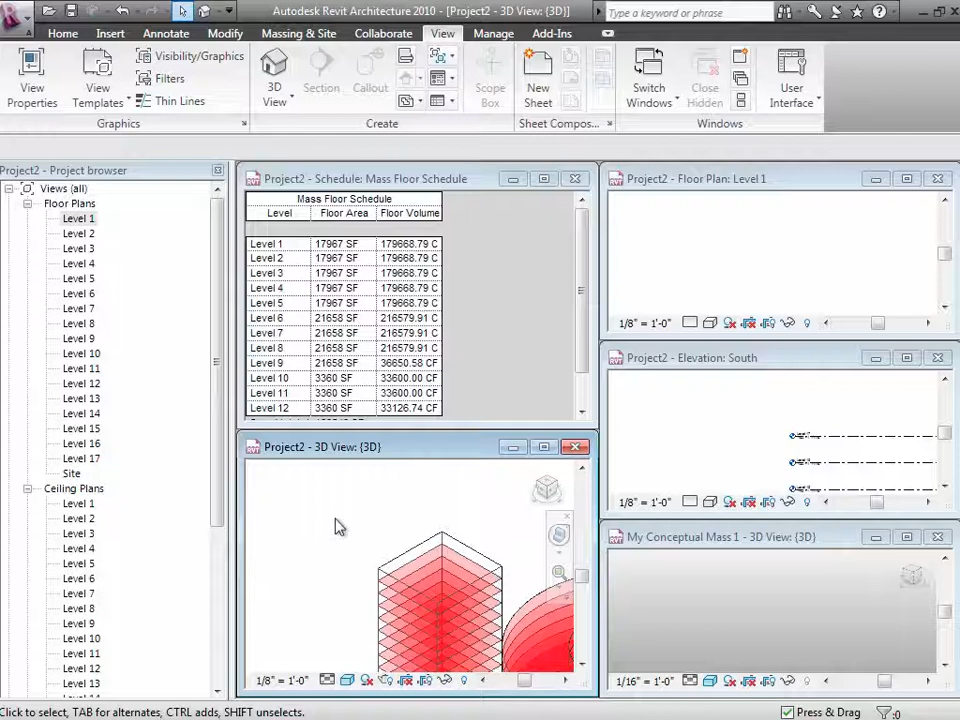 Autodesk Revit Architecture 2010 - [Project2 - 3D View: {3D}]
Type a keyword or phrase
Home Insert Annotate Modify Massing & Site Collaborate View Manage Add-Ins
View Properties
View Templates
Visibility/Graphics
Filters
Thin Lines
3D View
Section
Callout
Scope Box
New Sheet
Switch Windows
Close Hidden
User Interface
Graphics
Create
Sheet Compos...
Windows
Project2 - Project browser
Views (all)
Floor Plans
Level 1
Level 2
Level 3
Level 4
Level 5
Level 6
Level 7
Level 8
Level 9
Level 10
Level 11
Level 12
Level 13
Level 14
Level 15
Level 16
Level 17
Site
Ceiling Plans
Level 1
Level 2
Level 3
Level 4
Level 5
Level 6
Level 7
Level 8
Level 9
Level 10
Level 11
Level 12
Level 13
Project2 - Schedule: Mass Floor Schedule
Mass Floor Schedule
Level Floor Area Floor Volume
Level 1 17967 SF 179668.79 C
Level 2 17967 SF 179668.79 C
Level 3 17967 SF 179668.79 C
Level 4 17967 SF 179668.79 C
Level 5 17967 SF 179668.79 C
Level 6 21658 SF 216579.91 C
Level 7 21658 SF 216579.91 C
Level 8 21658 SF 216579.91 C
Level 9 21658 SF 36650.58 CF
Level 10 3360 SF 33600.00 CF
Level 11 3360 SF 33600.00 CF
Level 12 3360 SF 33126.74 CF
Project2 - 3D View: {3D}
1/8" = 1'-0"
Project2 - Floor Plan: Level 1
1/8" = 1'-0"
Project2 - Elevation: South
1/8" = 1'-0"
My Conceptual Mass 1 - 3D View: {3D}
1/16" = 1'-0"
Click to select, TAB for alternates, CTRL adds, SHIFT unselects.
Press & Drag
:0